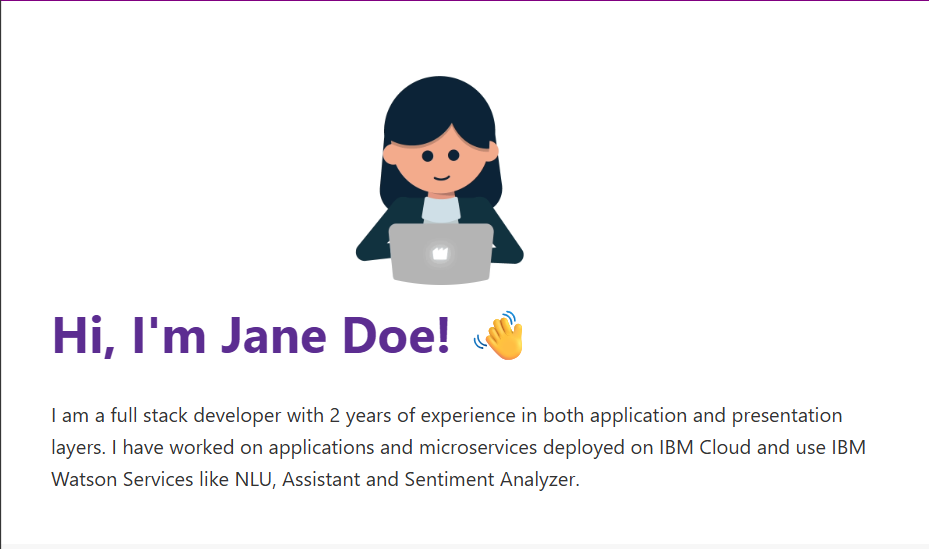 Hi, I'm Jane Doe! 👋
I am a full stack developer with 2 years of experience in both application and presentation
layers. I have worked on applications and microservices deployed on IBM Cloud and use IBM
Watson Services like NLU, Assistant and Sentiment Analyzer.